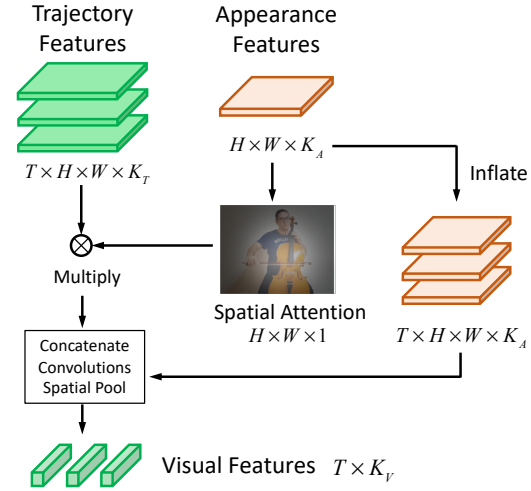 Trajectory
Features
Appearance
Features
T × H × W × K_T
H × W × K_A
Inflate
Multiply
Spatial Attention
H × W × 1
T × H × W × K_A
Concatenate
Convolutions
Spatial Pool
Visual Features T × K_V